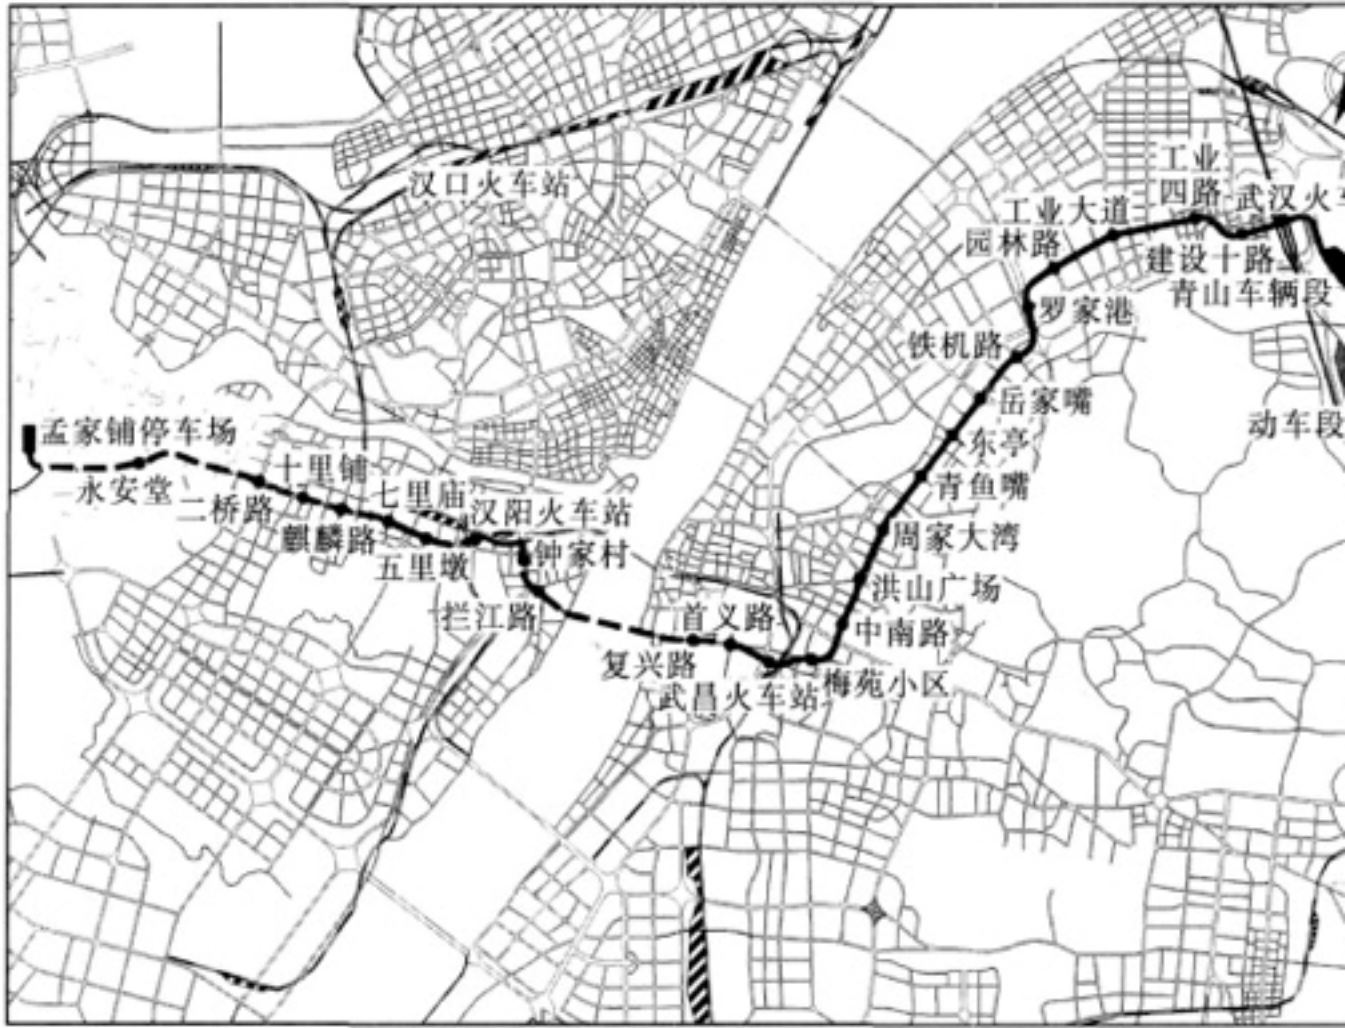 汉口火车站
工业
四路
武汉火
工业大道
园林路
建设十路
青山车辆段
罗家港
铁机路
岳家嘴
动车段
东亭
孟家铺停车场
青鱼嘴
永安堂
十里铺
二桥路
七里庙
汉阳火车站
麒麟路
周家大湾
钟家村
五里墩
洪山广场
拦江路
首义路
中南路
复兴路
梅苑小区
武昌火车站